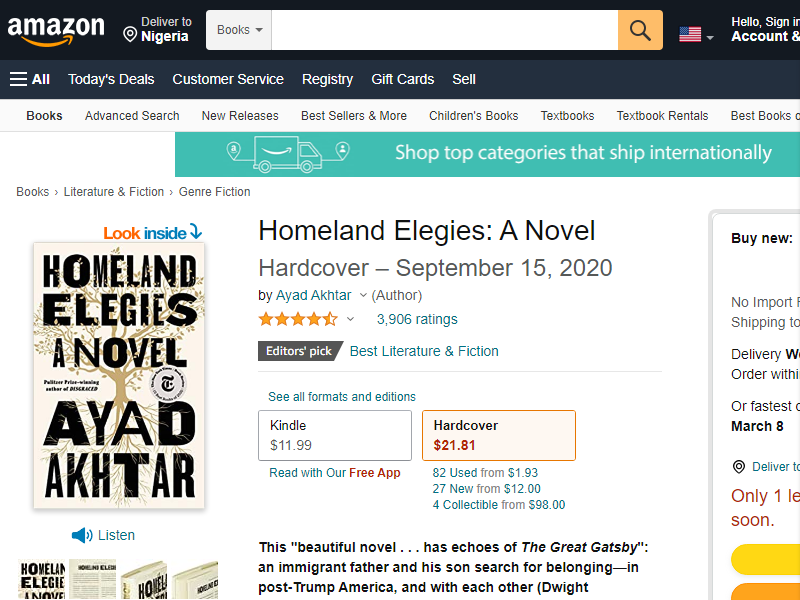 amazon
Deliver to
Nigeria
Books
Hello, Sign in
Account &
All
Today's Deals
Customer Service
Registry
Gift Cards
Sell
Books
Advanced Search
New Releases
Best Sellers & More
Children's Books
Textbooks
Textbook Rentals
Best Books
Shop top categories that ship internationally
Books › Literature & Fiction › Genre Fiction
Look inside
HOMELAND
ELEGIES
A NOVEL
Pulitzer Prize-winning
author of DISGRACED
AYAD
AKHTAR
Listen
Homeland Elegies: A Novel
Hardcover – September 15, 2020
by Ayad Akhtar (Author)
3,906 ratings
Editors' pick Best Literature & Fiction
See all formats and editions
Kindle
$11.99
Hardcover
$21.81
Read with Our Free App
82 Used from $1.93
27 New from $12.00
4 Collectible from $98.00
This "beautiful novel . . . has echoes of The Great Gatsby":
an immigrant father and his son search for belonging—in
post-Trump America, and with each other (Dwight
Buy new:
No Import
Shipping to
Delivery
Order within
Or fastest
March 8
Deliver to
Only 1
soon.